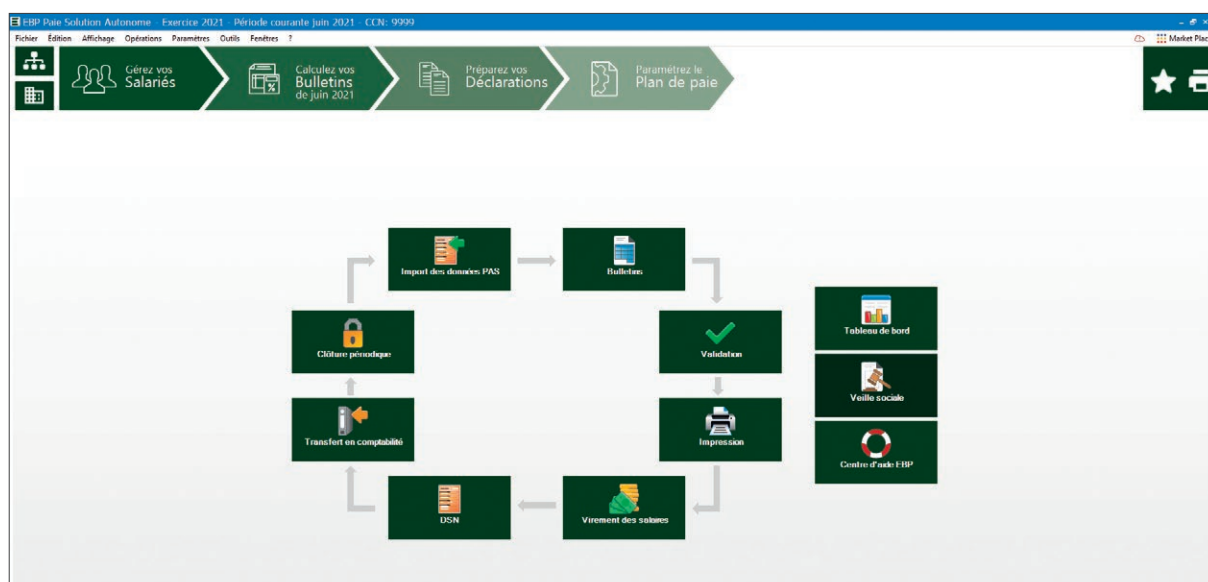 EBP Paie Solution Autonome - Exercice 2021 - Période courante juin 2021 - CCN: 9999
Fichier Édition Affichage Opérations Paramètres Outils Fenêtres ?
Market Plac
Gérez vos
Salariés
Calculez vos
Bulletins
de juin 2021
Préparez vos
Déclarations
Paramétrez le
Plan de paie
Import des données PAS
Bulletins
Clôture périodique
Validation
Tableau de bord
Veille sociale
Transfert en comptabilité
Impression
Centre d'aide EBP
DSN
Virement des salaires